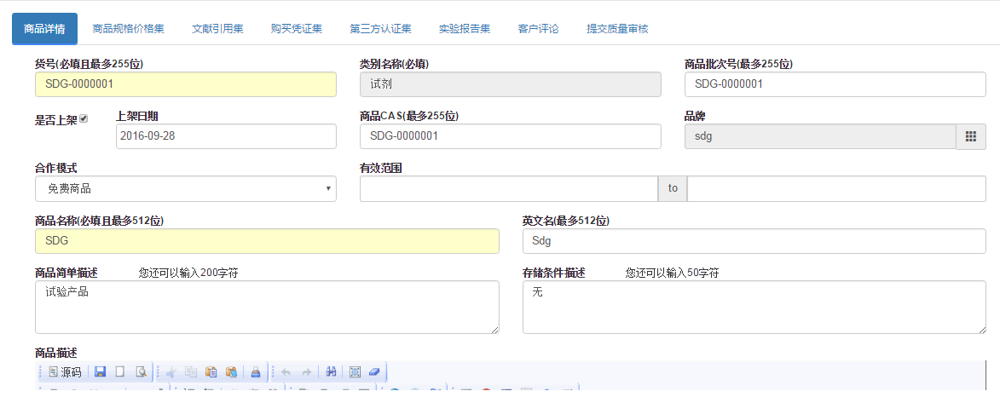 商品详情 商品规格价格集 文献引用集 购买凭证集 第三方认证集 实验报告集 客户评论 提交质量审核
货号(必填且最多255位) 类别名称(必填) 商品批次号(最多255位)
SDG-0000001 试剂 SDG-0000001
是否上架 上架日期 商品CAS(最多255位) 品牌
2016-09-28 SDG-0000001 sdg
合作模式 有效范围
免费商品 to
商品名称(必填且最多512位) 英文名(最多512位)
SDG Sdg
商品简单描述 您还可以输入200字符 存储条件描述 您还可以输入50字符
试验产品 无
商品描述
源码